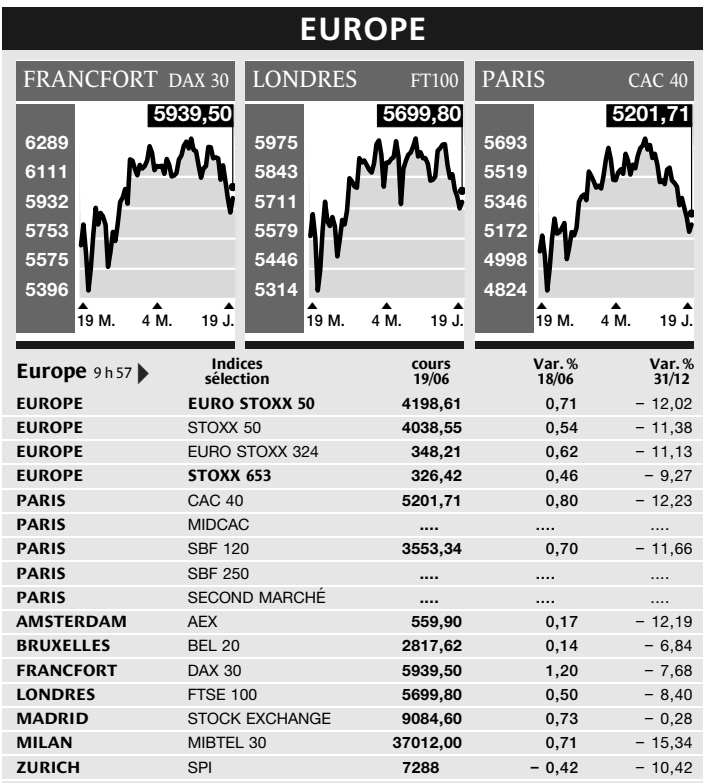 EUROPE
FRANCFORT DAX 30
5939,50
6289
6111
5932
5753
5575
5396
19 M. 4 M. 19 J.
LONDRES FT100
5699,80
5975
5843
5711
5579
5446
5314
19 M. 4 M. 19 J.
PARIS CAC 40
5201,71
5693
5519
5346
5172
4998
4824
19 M. 4 M. 19 J.
Europe 9 h 57 Indices sélection cours 19/06 Var. % 18/06 Var. % 31/12
EUROPE EURO STOXX 50 4198,61 0,71 – 12,02
EUROPE STOXX 50 4038,55 0,54 – 11,38
EUROPE EURO STOXX 324 348,21 0,62 – 11,13
EUROPE STOXX 653 326,42 0,46 – 9,27
PARIS CAC 40 5201,71 0,80 – 12,23
PARIS MIDCAC .... .... ....
PARIS SBF 120 3553,34 0,70 – 11,66
PARIS SBF 250 .... .... ....
PARIS SECOND MARCHÉ .... .... ....
AMSTERDAM AEX 559,90 0,17 – 12,19
BRUXELLES BEL 20 2817,62 0,14 – 6,84
FRANCFORT DAX 30 5939,50 1,20 – 7,68
LONDRES FTSE 100 5699,80 0,50 – 8,40
MADRID STOCK EXCHANGE 9084,60 0,73 – 0,28
MILAN MIBTEL 30 37012,00 0,71 – 15,34
ZURICH SPI 7288 – 0,42 – 10,42